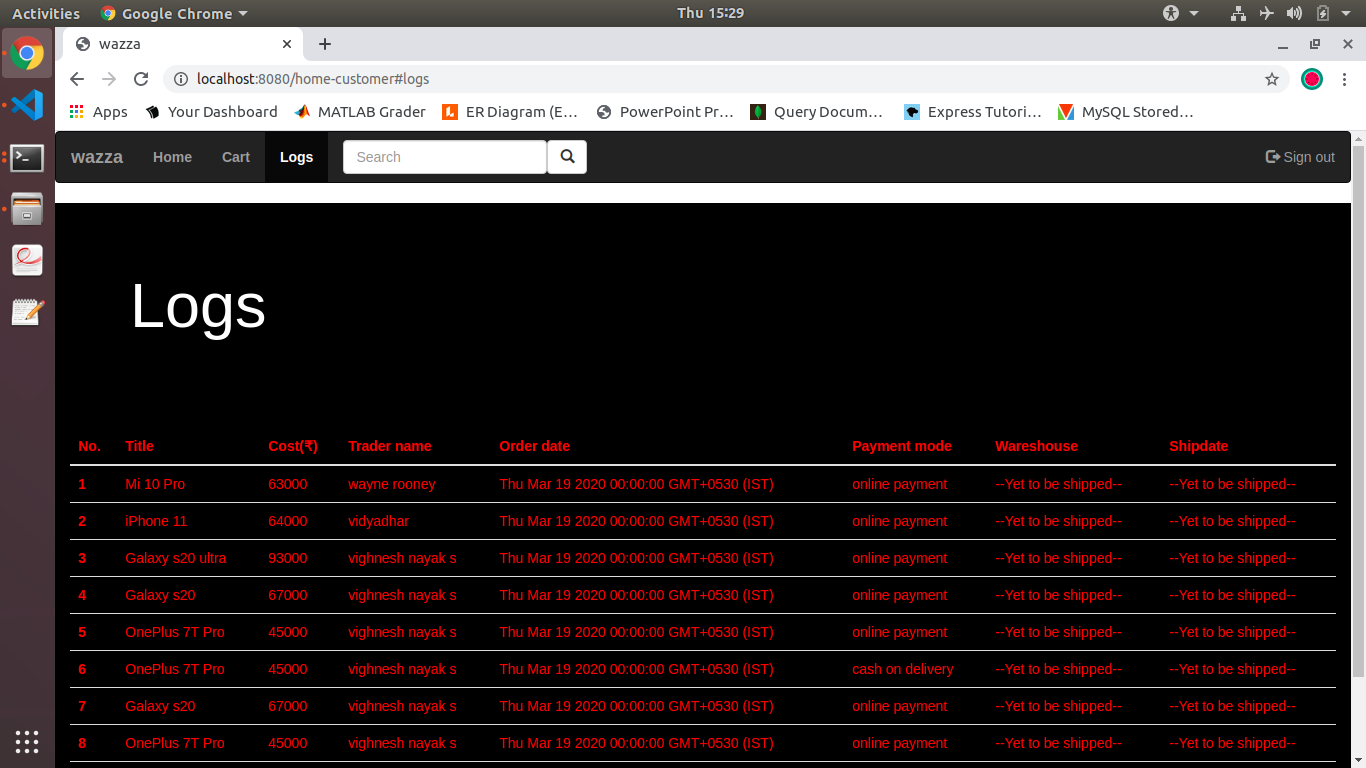 Activities Google Chrome Thu 15:29
wazza
localhost:8080/home-customer#logs
Apps Your Dashboard MATLAB Grader ER Diagram (E... PowerPoint Pr... Query Docum... Express Tutori... MySQL Stored...
wazza Home Cart Logs Search Sign out
Logs
No. Title Cost(₹) Trader name Order date Payment mode Wareshouse Shipdate
1 Mi 10 Pro 63000 wayne rooney Thu Mar 19 2020 00:00:00 GMT+0530 (IST) online payment --Yet to be shipped-- --Yet to be shipped--
2 iPhone 11 64000 vidyadhar Thu Mar 19 2020 00:00:00 GMT+0530 (IST) online payment --Yet to be shipped-- --Yet to be shipped--
3 Galaxy s20 ultra 93000 vighnesh nayak s Thu Mar 19 2020 00:00:00 GMT+0530 (IST) online payment --Yet to be shipped-- --Yet to be shipped--
4 Galaxy s20 67000 vighnesh nayak s Thu Mar 19 2020 00:00:00 GMT+0530 (IST) online payment --Yet to be shipped-- --Yet to be shipped--
5 OnePlus 7T Pro 45000 vighnesh nayak s Thu Mar 19 2020 00:00:00 GMT+0530 (IST) online payment --Yet to be shipped-- --Yet to be shipped--
6 OnePlus 7T Pro 45000 vighnesh nayak s Thu Mar 19 2020 00:00:00 GMT+0530 (IST) cash on delivery --Yet to be shipped-- --Yet to be shipped--
7 Galaxy s20 67000 vighnesh nayak s Thu Mar 19 2020 00:00:00 GMT+0530 (IST) online payment --Yet to be shipped-- --Yet to be shipped--
8 OnePlus 7T Pro 45000 vighnesh nayak s Thu Mar 19 2020 00:00:00 GMT+0530 (IST) online payment --Yet to be shipped-- --Yet to be shipped--